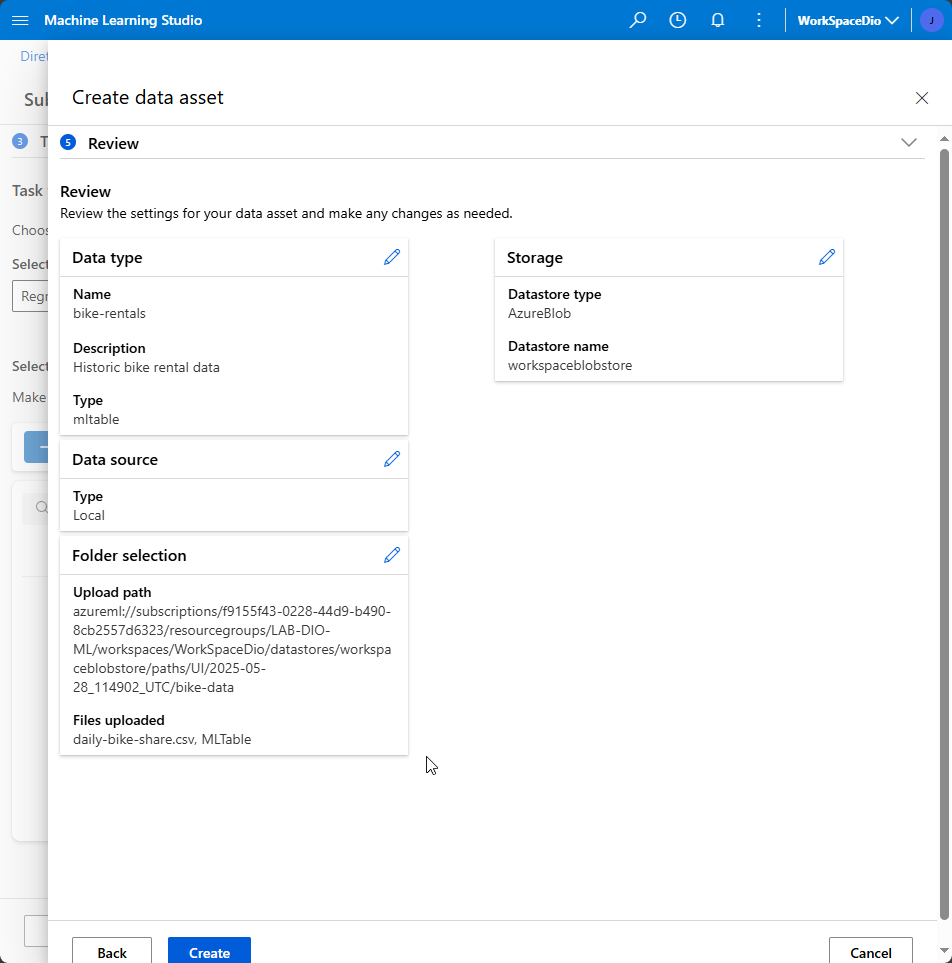 Machine Learning Studio
WorkSpaceDio
J
Diret
Create data asset
Sul
3
T
5
Review
Task
Review
Review the settings for your data asset and make any changes as needed.
Choos
Data type
Storage
Select
Name
bike-rentals
Datastore type
AzureBlob
Regr
Description
Historic bike rental data
Datastore name
workspaceblobstore
Select
Make
Type
mltable
Data source
Type
Local
Folder selection
Upload path
azureml://subscriptions/f9155f43-0228-44d9-b490-
8cb2557d6323/resourcegroups/LAB-DIO-
ML/workspaces/WorkSpaceDio/datastores/workspa
ceblobstore/paths/UI/2025-05-
28_114902_UTC/bike-data
Files uploaded
daily-bike-share.csv, MLTable
Back
Create
Cancel